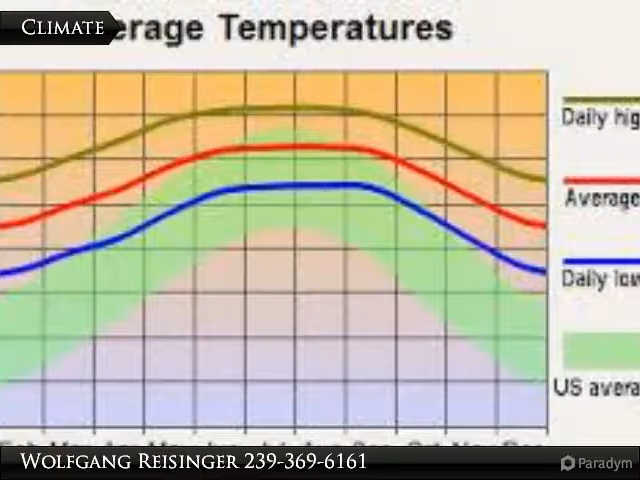 CLIMATE
erage Temperatures
Daily hig
Average
Daily low
US avera
WOLFGANG REISINGER 239-369-6161
Paradym